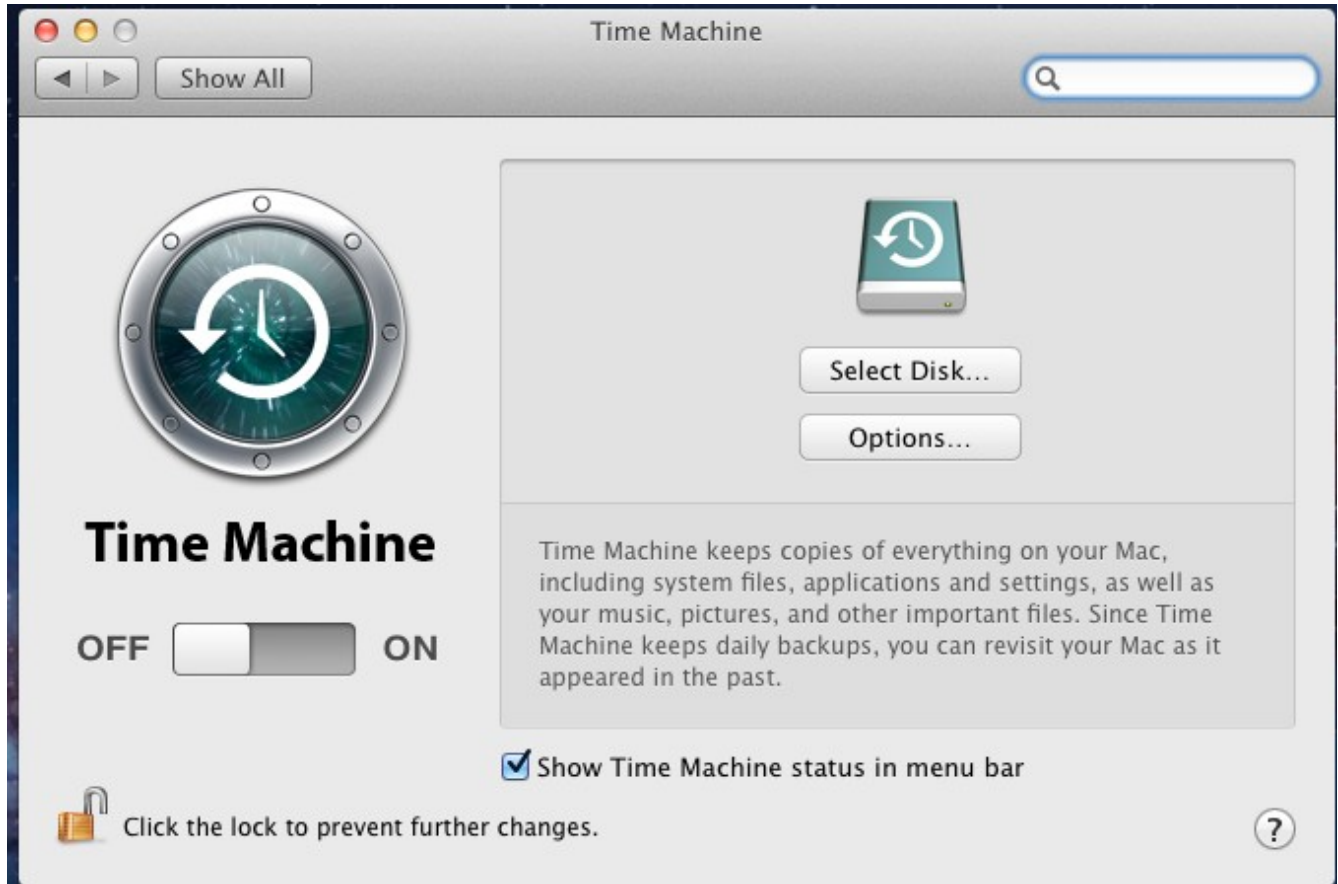 Time Machine
Show All
Select Disk...
Options...
Time Machine
Time Machine keeps copies of everything on your Mac,
including system files, applications and settings, as well as
your music, pictures, and other important files. Since Time
Machine keeps daily backups, you can revisit your Mac as it
appeared in the past.
OFF ON
Show Time Machine status in menu bar
Click the lock to prevent further changes.
?